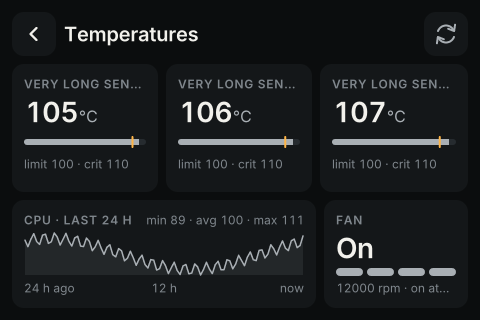 Temperatures
VERY LONG SEN...
VERY LONG SEN...
VERY LONG SEN...
105°C
106°C
107°C
limit 100 · crit 110
limit 100 · crit 110
limit 100 · crit 110
CPU · LAST 24 H min 89 · avg 100 · max 111
24 h ago 12 h now
FAN
On
12000 rpm · on at...